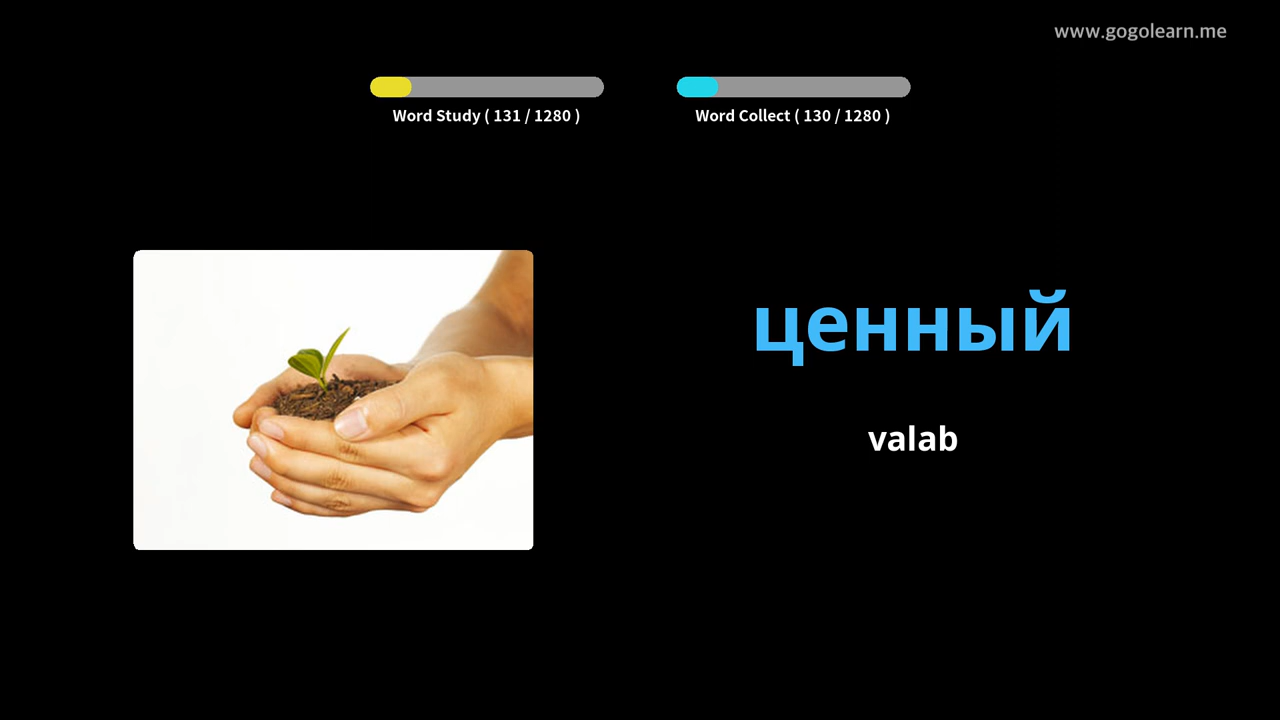 www.gogolearn.me
Word Study ( 131 / 1280 )
Word Collect ( 130 / 1280 )
ценный
valab